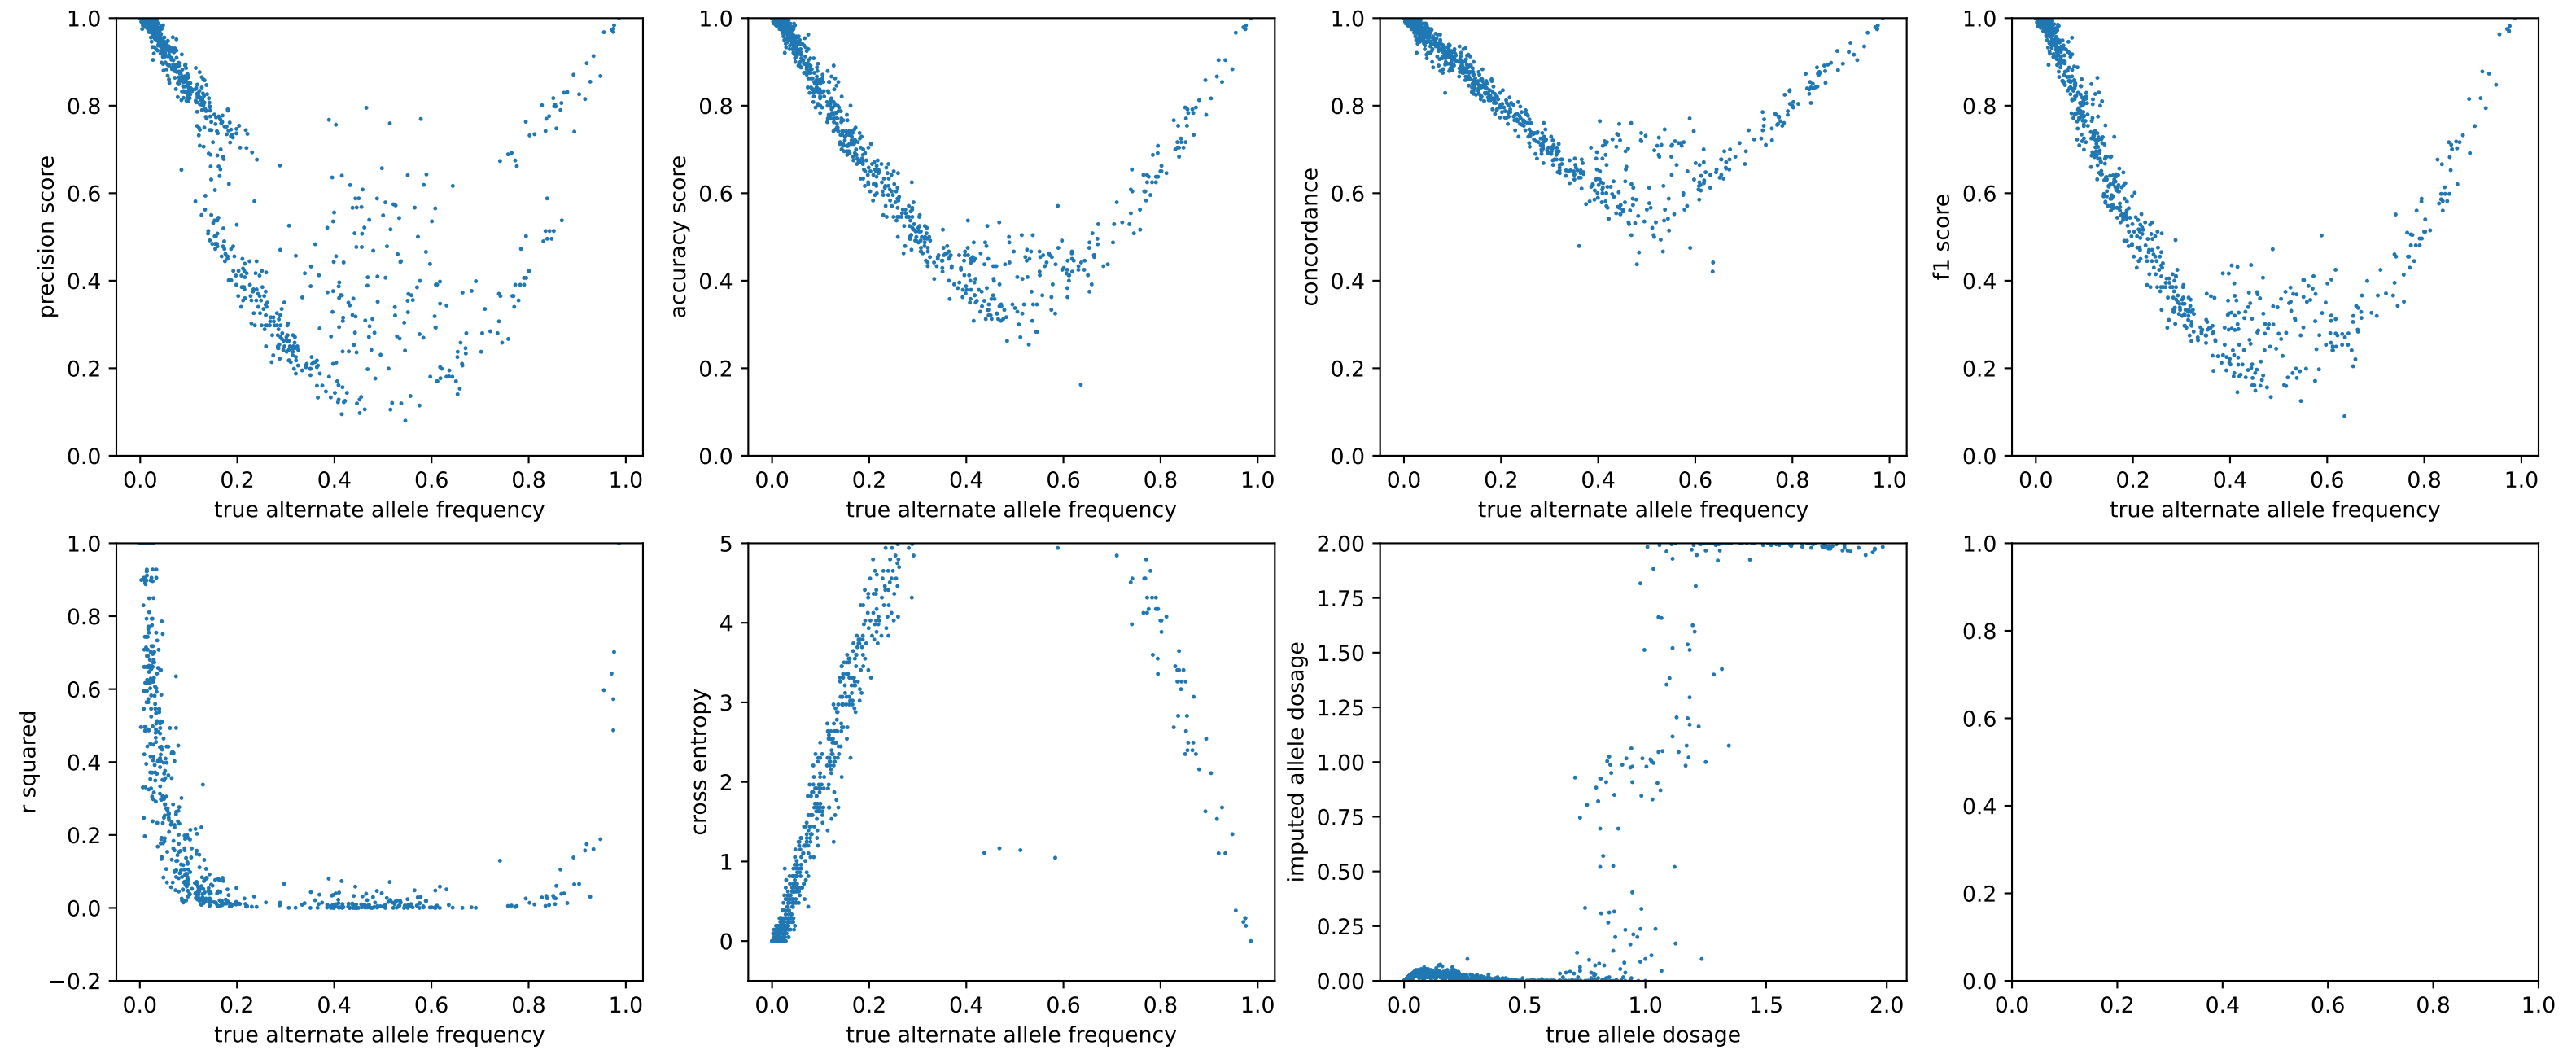 1.0
0.8
0.6
0.4
0.2
0.0
precision score
0.0 0.2 0.4 0.6 0.8 1.0
true alternate allele frequency
1.0
0.8
0.6
0.4
0.2
0.0
accuracy score
0.0 0.2 0.4 0.6 0.8 1.0
true alternate allele frequency
1.0
0.8
0.6
0.4
0.2
0.0
concordance
0.0 0.2 0.4 0.6 0.8 1.0
true alternate allele frequency
1.0
0.8
0.6
0.4
0.2
0.0
f1 score
0.0 0.2 0.4 0.6 0.8 1.0
true alternate allele frequency
1.0
0.8
0.6
0.4
0.2
0.0
−0.2
r squared
0.0 0.2 0.4 0.6 0.8 1.0
true alternate allele frequency
5
4
3
2
1
0
cross entropy
0.0 0.2 0.4 0.6 0.8 1.0
true alternate allele frequency
2.00
1.75
1.50
1.25
1.00
0.75
0.50
0.25
0.00
imputed allele dosage
0.0 0.5 1.0 1.5 2.0
true allele dosage
1.0
0.8
0.6
0.4
0.2
0.0
0.0 0.2 0.4 0.6 0.8 1.0